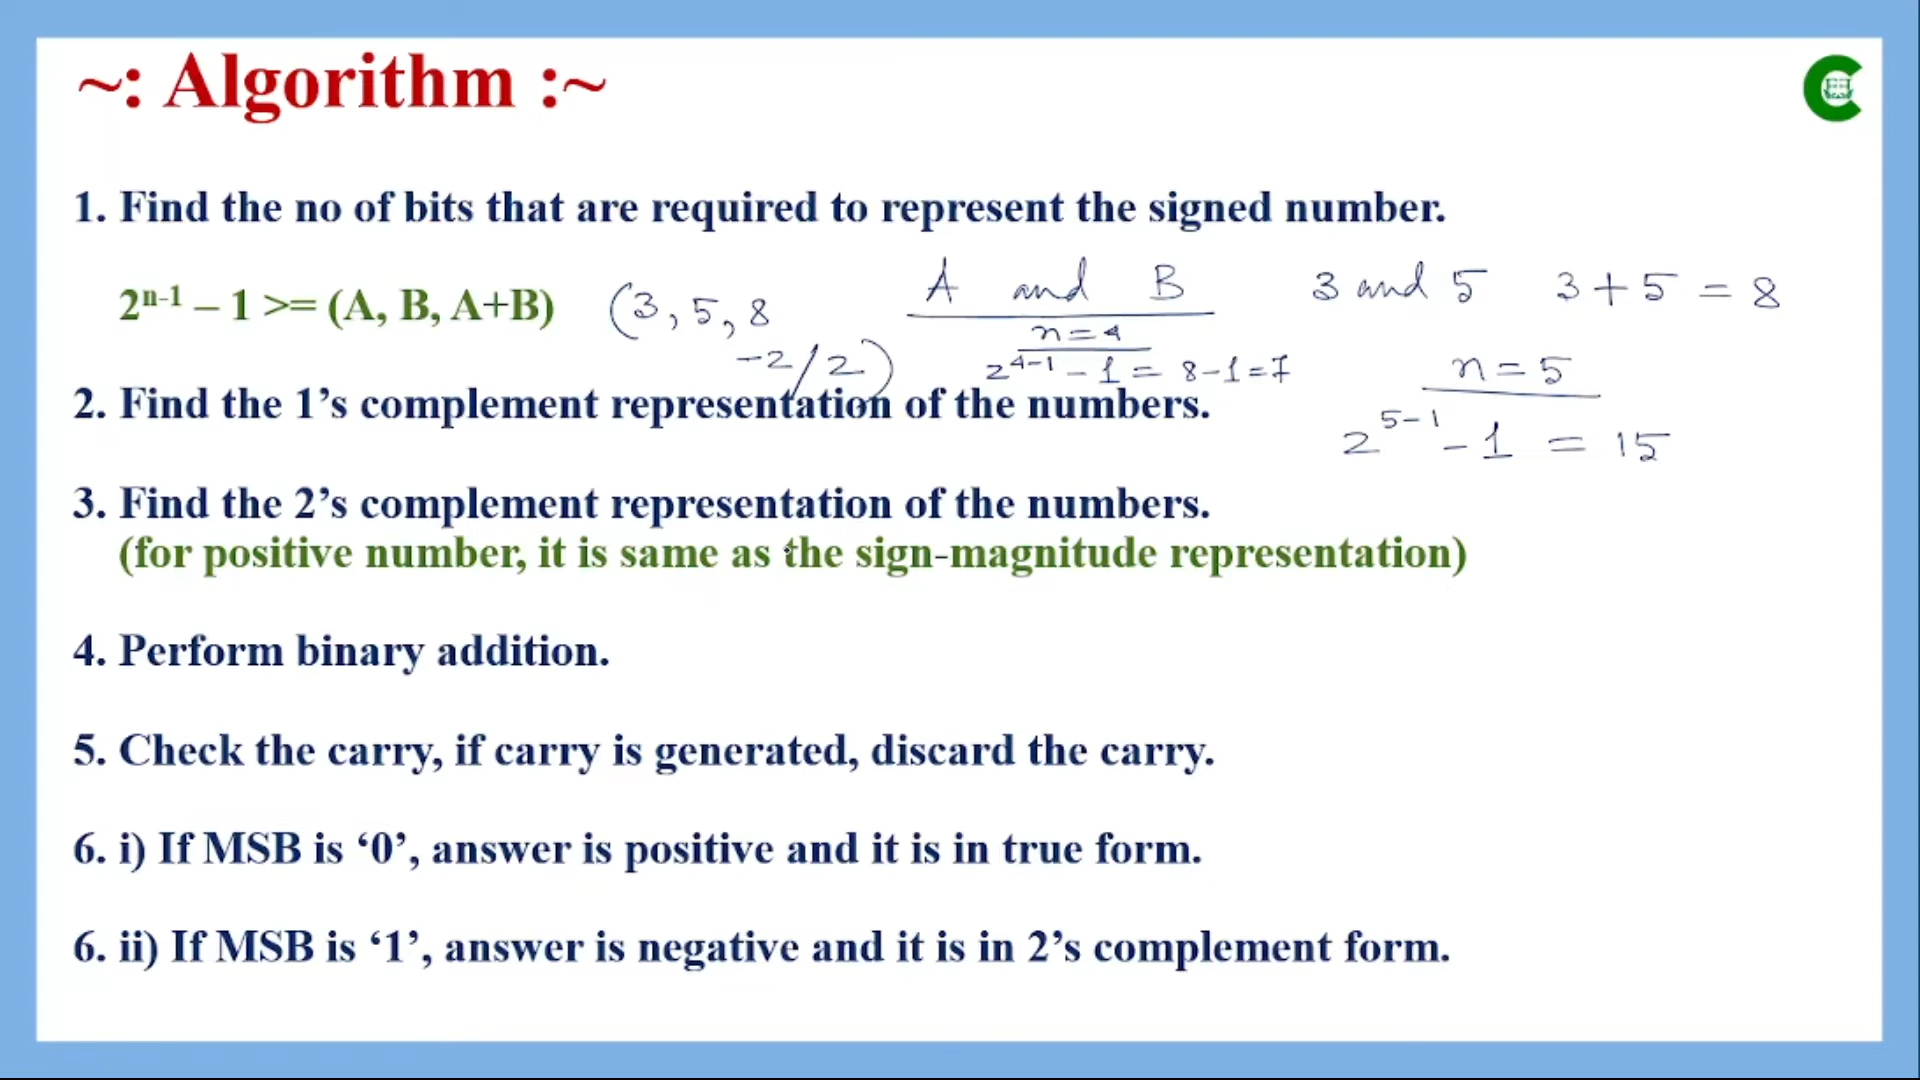 ~: Algorithm :~
1. Find the no of bits that are required to represent the signed number.
A and B 3 and 5 3 + 5 = 8
2ⁿ⁻¹ – 1 >= (A, B, A+B) (3, 5, 8
n = 4
-2/2) 2⁴⁻¹ - 1 = 8-1=7 n = 5
2. Find the 1’s complement representation of the numbers.
2⁵⁻¹ - 1 = 15
3. Find the 2’s complement representation of the numbers.
(for positive number, it is same as the sign-magnitude representation)
4. Perform binary addition.
5. Check the carry, if carry is generated, discard the carry.
6. i) If MSB is ‘0’, answer is positive and it is in true form.
6. ii) If MSB is ‘1’, answer is negative and it is in 2’s complement form.